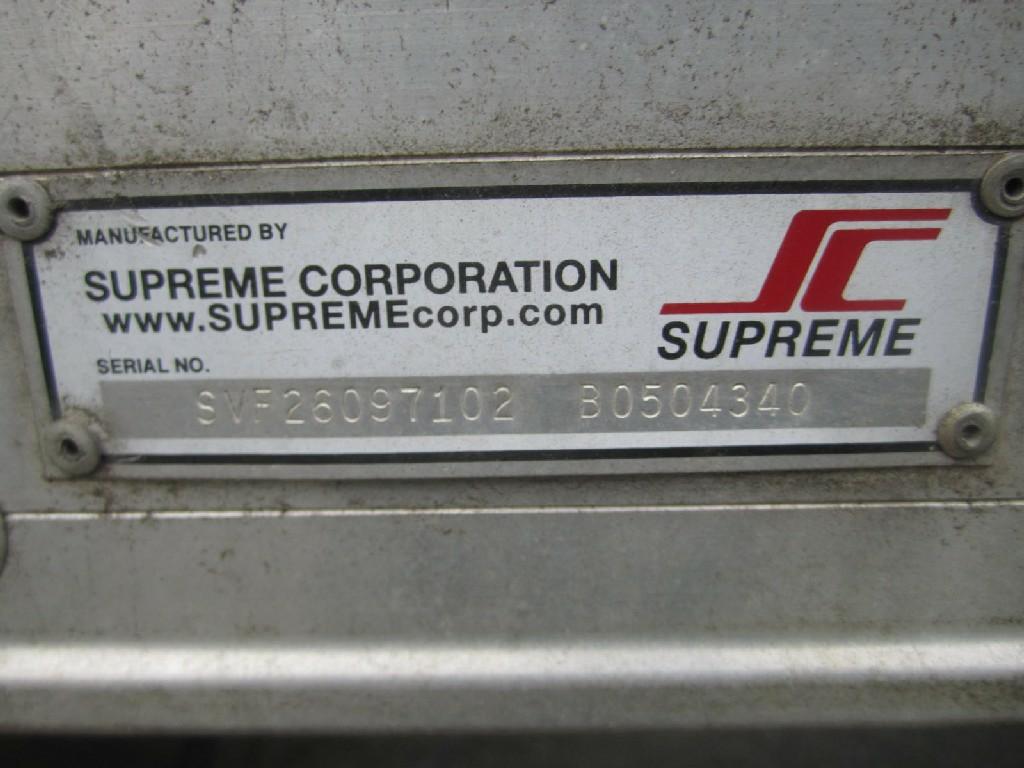 MANUFACTURED BY
SUPREME CORPORATION
www.SUPREMEcorp.com
SC
SUPREME
SERIAL NO.
SVF26097102 B0504340